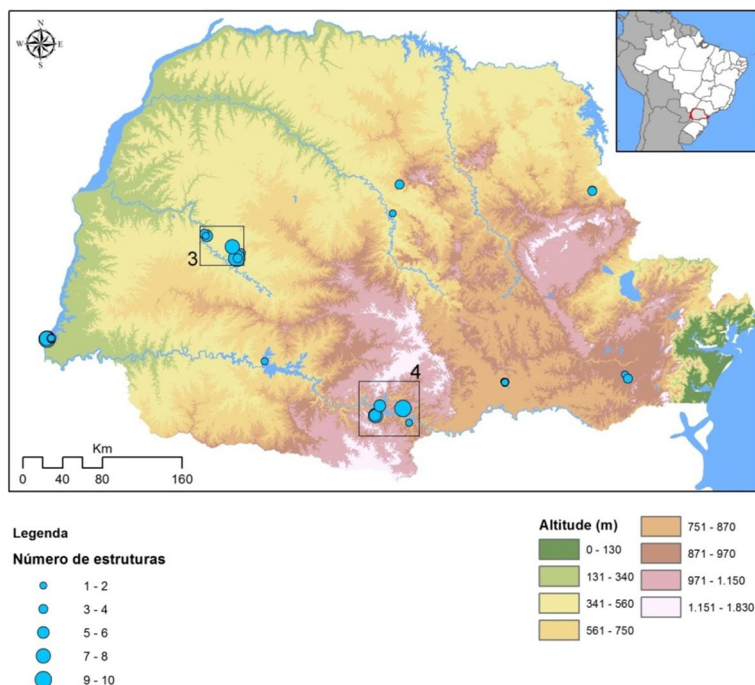 N
W E
S
3
4
Km
0 40 80 160
Legenda
Número de estruturas
1 - 2
3 - 4
5 - 6
7 - 8
9 - 10
Altitude (m)
0 - 130
131 - 340
341 - 560
561 - 750
751 - 870
871 - 970
971 - 1.150
1.151 - 1.830